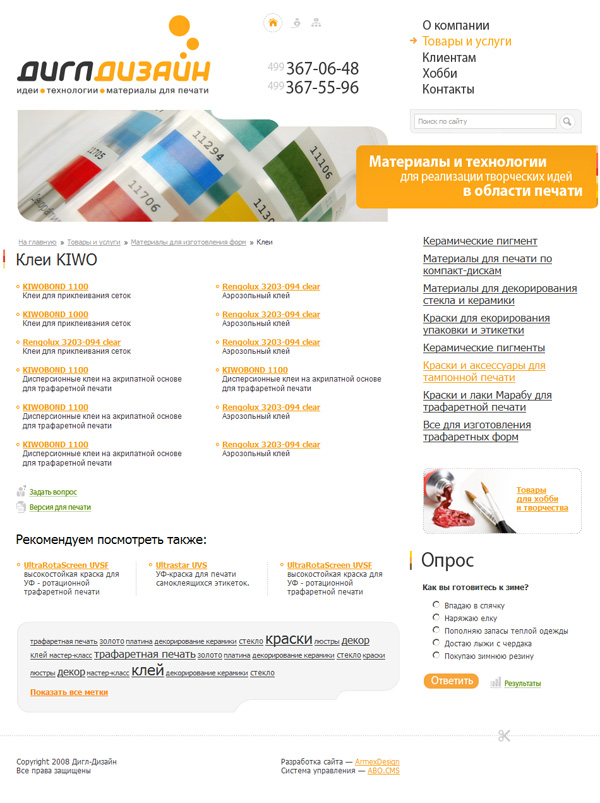 ДИГЛДИЗАЙН
идеи • технологии • материалы для печати
499 367-06-48
499 367-55-96
О компании
Товары и услуги
Клиентам
Хобби
Контакты
Поиск по сайту
11705
11294
11106
11706
1130
Материалы и технологии
для реализации творческих идей
в области печати
На главную » Товары и услуги » Материалы для изготовления форм » Клеи
Клеи KIWO
KIWOBOND 1100
Клеи для приклеивания сеток
KIWOBOND 1000
Клеи для приклеивания сеток
Rengolux 3203-094 clear
Клеи для приклеивания сеток
KIWOBOND 1100
Дисперсионные клеи на акрилатной основе
для трафаретной печати
KIWOBOND 1100
Дисперсионные клеи на акрилатной основе
для трафаретной печати
KIWOBOND 1100
Дисперсионные клеи на акрилатной основе
для трафаретной печати
Rengolux 3203-094 clear
Аэрозольный клей
Rengolux 3203-094 clear
Аэрозольный клей
Rengolux 3203-094 clear
Аэрозольный клей
KIWOBOND 1100
Дисперсионные клеи на акрилатной основе
для трафаретной печати
Rengolux 3203-094 clear
Аэрозольный клей
Rengolux 3203-094 clear
Аэрозольный клей
Задать вопрос
Версия для печати
Рекомендуем посмотреть также:
UltraRotaScreen UVSF
высокостойкая краска для
УФ - ротационной
трафаретной печати
Ultrastar UVS
УФ-краска для печати
самоклеящихся этикеток.
UltraRotaScreen UVSF
высокостойкая краска для
УФ - ротационной
трафаретной печати
трафаретная печать золото платина декорирование керамики стекло краски люстры декор
клей мастер-класс трафаретная печать золото платина декорирование керамики стекло краски
люстры декор мастер-класс клей декорирование керамики стекло
Показать все метки
Керамические пигмент
Материалы для печати по
компакт-дискам
Материалы для декорирования
стекла и керамики
Краски для екорирования
упаковки и этикетки
Керамические пигменты
Краски и аксессуары для
тампонной печати
Краски и лаки Марабу для
трафаретной печати
Все для изготовления
трафаретных форм
Товары
для хобби
и творчества
Опрос
Как вы готовитесь к зиме?
Впадаю в спячку
Наряжаю елку
Пополняю запасы теплой одежды
Достаю лыжи с чердака
Покупаю зимнюю резину
Ответить
Результаты
Copyright 2008 Дигл-Дизайн
Все права защищены
Разработка сайта — ArmexDesign
Система управления — ABO.CMS